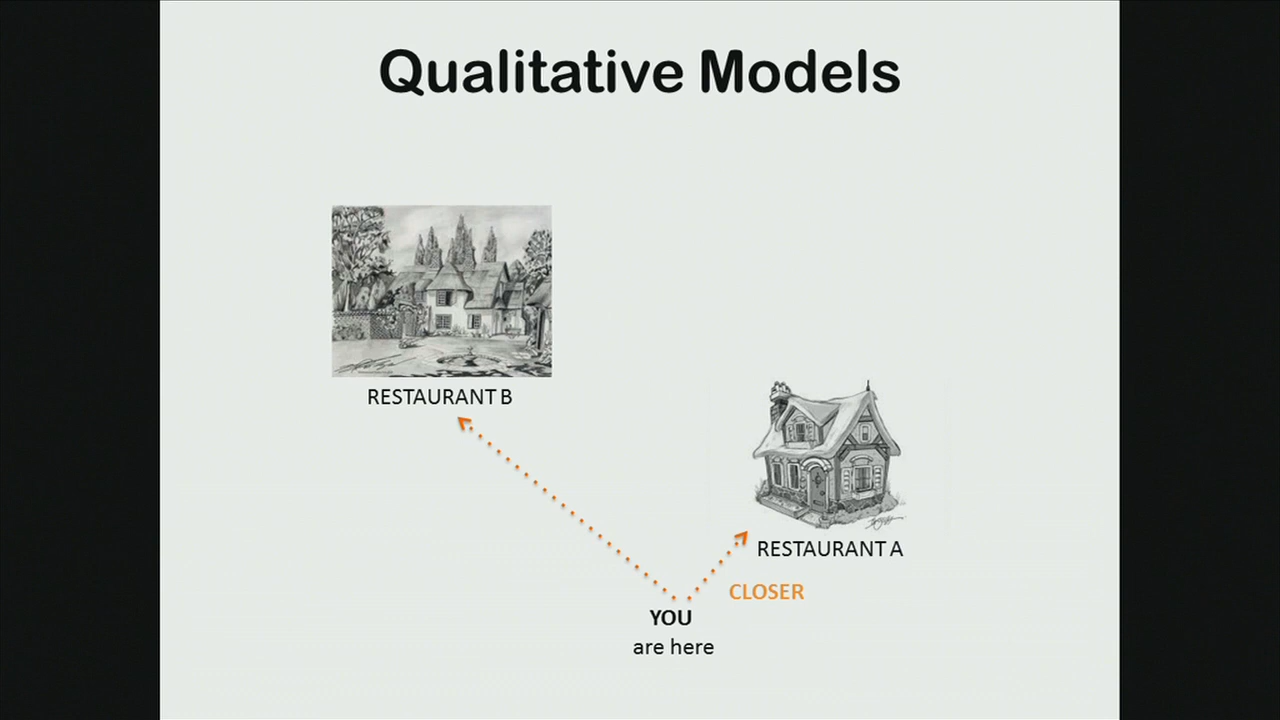 Qualitative Models
RESTAURANT B
RESTAURANT A
CLOSER
YOU
are here